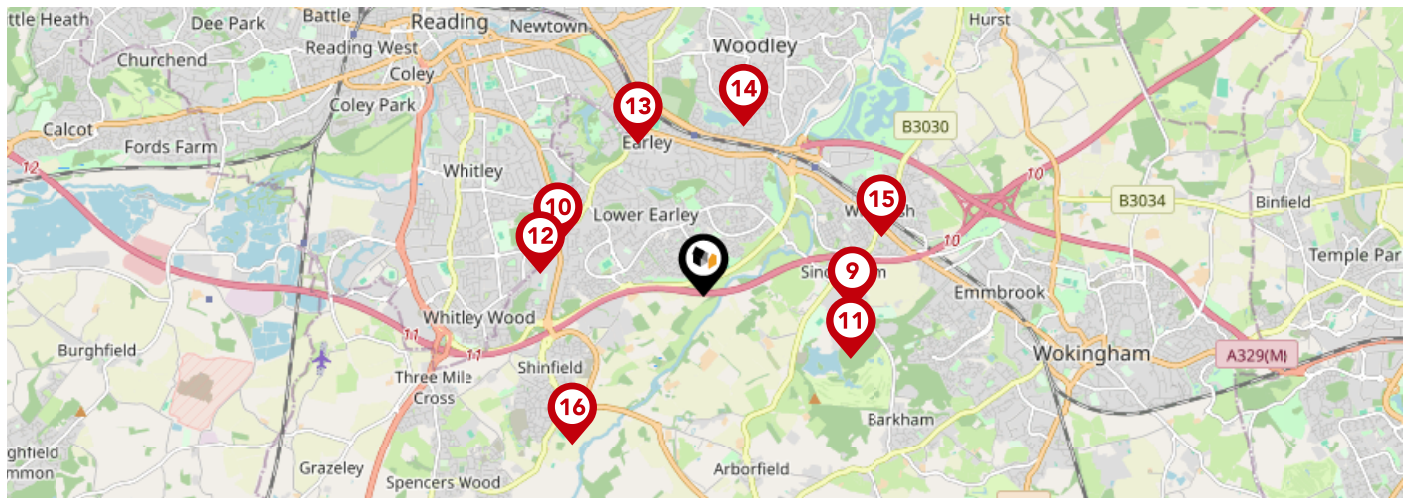 ttle Heath
Dee Park
Battle
Reading
Newtown
Hurst
Reading West
Woodley
Churchend
Coley
14
Coley Park
13
Calcot
B3030
Fords Farm
Earley
12
Whitley
10
B3034
Binfield
10
15
Lower Earley
12
10
Temple Par
9
Emmbrook
Whitley Wood
11
11
11
Burghfield
Wokingham
A329(M)
Shinfield
Three Mile
Cross
16
Barkham
ghfield
mmon
Grazeley
Arborfield
Spencers Wood